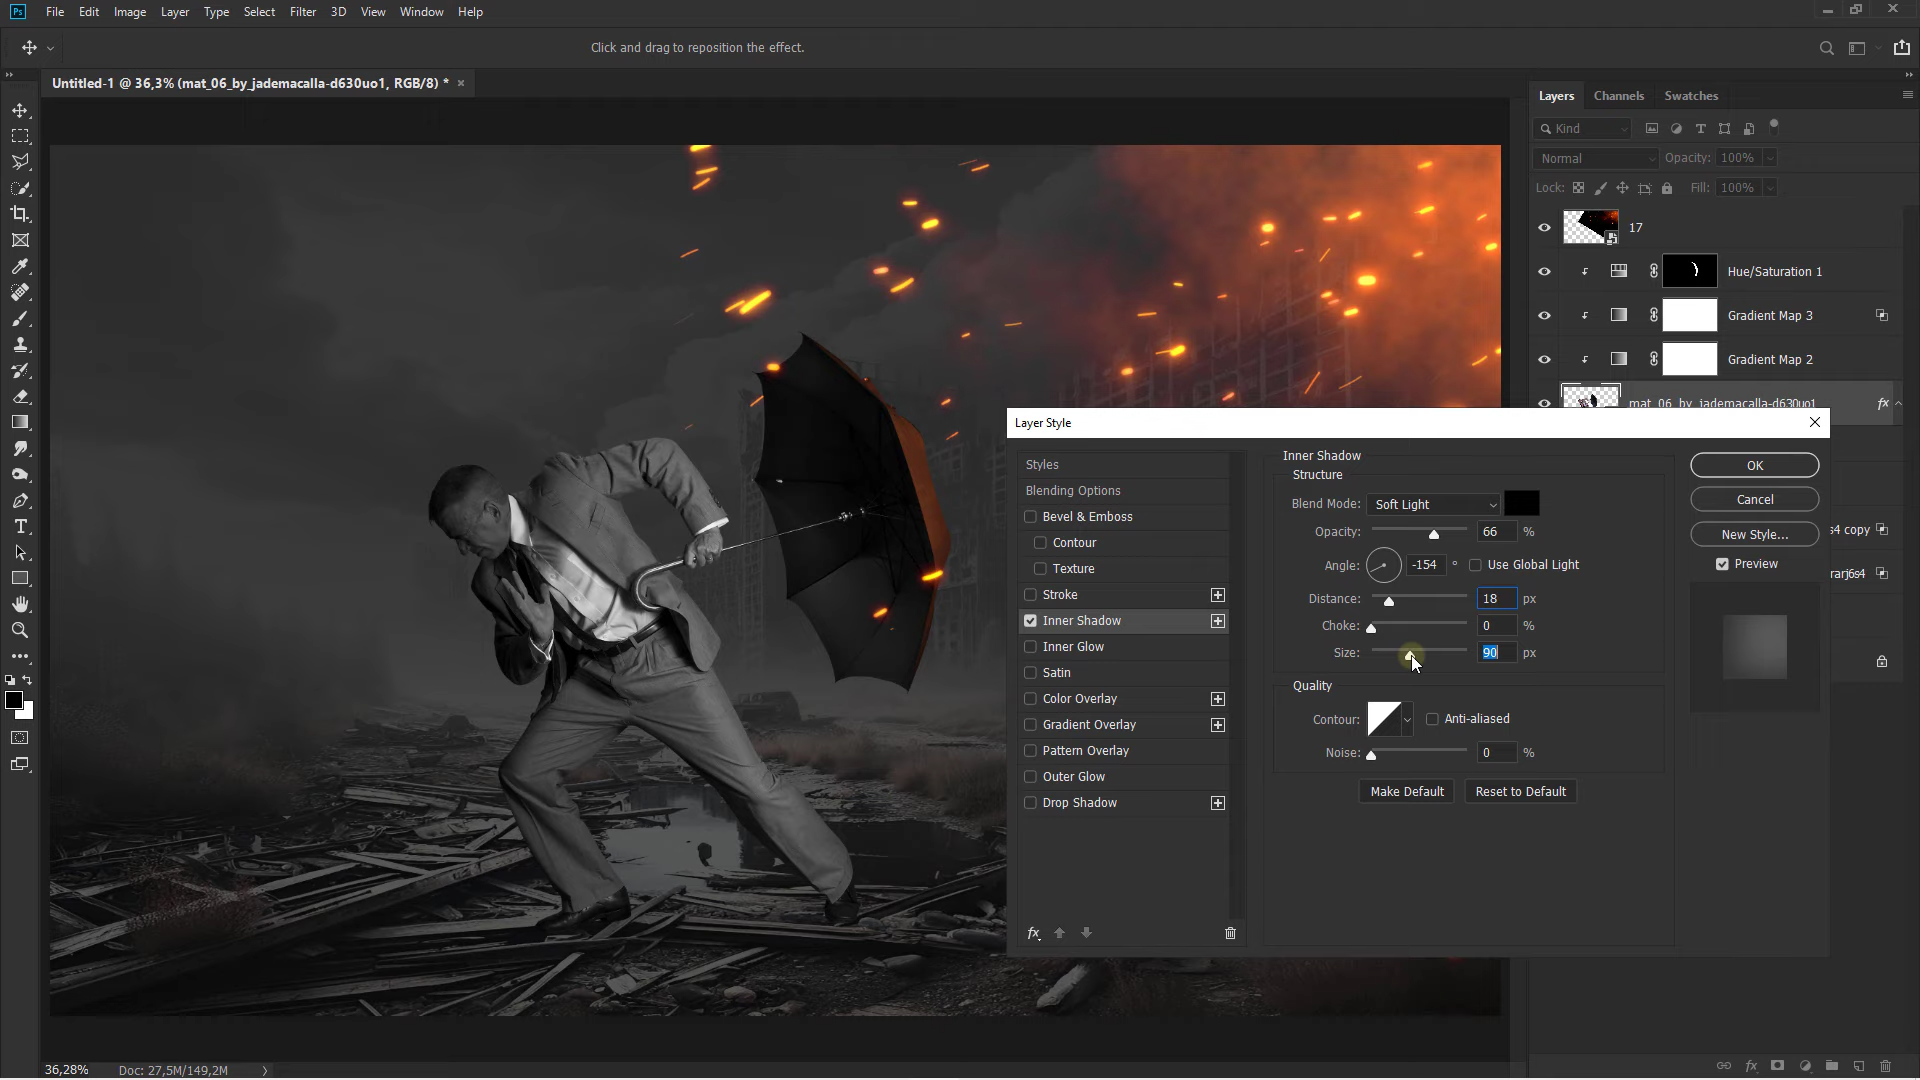 Ps File Edit Image Layer Type Select Filter 3D View Window Help
Click and drag to reposition the effect.
Untitled-1 @ 36,3% (mat_06_by_jademacalla-d630uo1, RGB/8) * ×
Layers Channels Swatches
Kind
Normal Opacity: 100%
Lock: Fill: 100%
17
Hue/Saturation 1
Gradient Map 3
Gradient Map 2
mat_06_by_jademacalla-d630uo1 fx
s4 copy
rarj6s4
Layer Style
Styles
Blending Options
Bevel & Emboss
Contour
Texture
Stroke
Inner Shadow
Inner Glow
Satin
Color Overlay
Gradient Overlay
Pattern Overlay
Outer Glow
Drop Shadow
fx
Inner Shadow
Structure
Blend Mode: Soft Light
Opacity: 66 %
Angle: -154 ° Use Global Light
Distance: 18 px
Choke: 0 %
Size: 90 px
Quality
Contour: Anti-aliased
Noise: 0 %
Make Default Reset to Default
OK
Cancel
New Style...
Preview
36,28% Doc: 27,5M/149,2M
fx